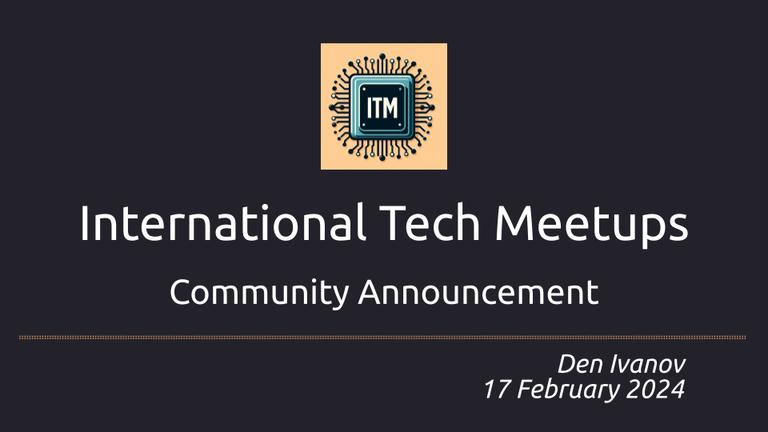 ITM
International Tech Meetups
Community Announcement
Den Ivanov
17 February 2024